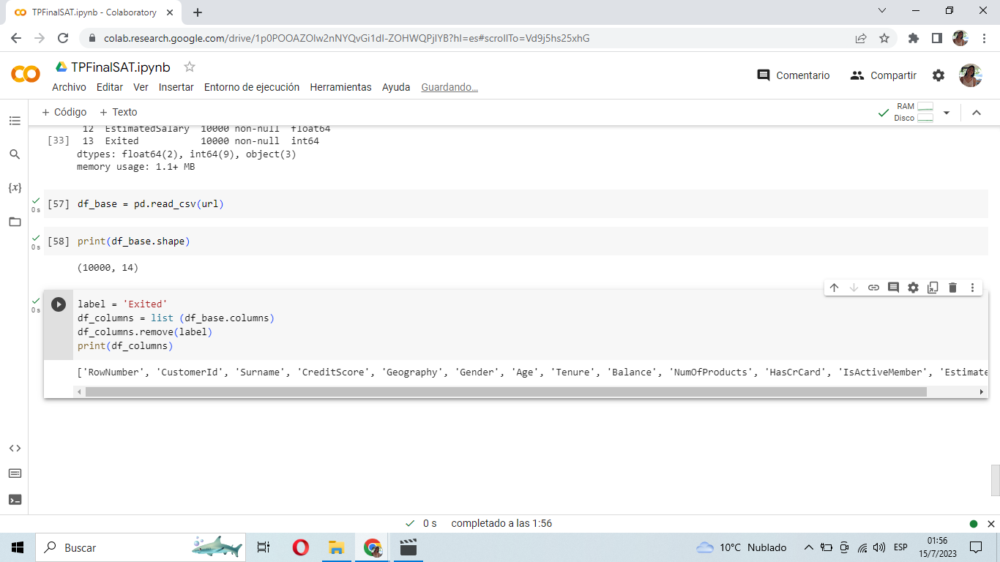 TPFinalSAT.ipynb - Colaboratory
colab.research.google.com/drive/1p0POOAZOlw2nNYQvGi1dI-ZOHWQPjIYB?hl=es#scrollTo=Vd9j5hs25xhG
TPFinalSAT.ipynb
Comentario
Compartir
Archivo Editar Ver Insertar Entorno de ejecución Herramientas Ayuda Guardando...
+ Código + Texto
RAM
Disco
12 EstimatedSalary 10000 non-null float64
[33] 13 Exited 10000 non-null int64
dtypes: float64(2), int64(9), object(3)
memory usage: 1.1+ MB
{x}
[57] df_base = pd.read_csv(url)
0 s
[58] print(df_base.shape)
0 s
(10000, 14)
label = 'Exited'
0 s
df_columns = list (df_base.columns)
df_columns.remove(label)
print(df_columns)
['RowNumber', 'CustomerId', 'Surname', 'CreditScore', 'Geography', 'Gender', 'Age', 'Tenure', 'Balance', 'NumOfProducts', 'HasCrCard', 'IsActiveMember', 'Estimate
0 s completado a las 1:56
Buscar
10°C Nublado
ESP
01:56
15/7/2023